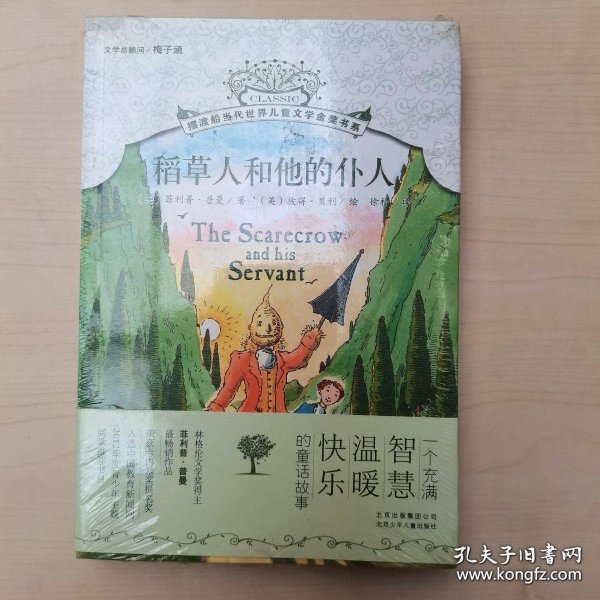 文学总顾问/梅子涵
CLASSIC
摆渡船当代世界儿童文学金奖书系
稻草人和他的仆人
菲利普·普曼/著 (英)彼得·贝利/绘 徐朴
The Scarecrow
and his
Servant
一个充满
智慧
温暖
快乐
的童话故事
林格伦文学奖得主
菲利普·普曼
最畅销作品
北京出版集团公司
北京少年儿童出版社
孔夫子旧书网
www.kongfz.com